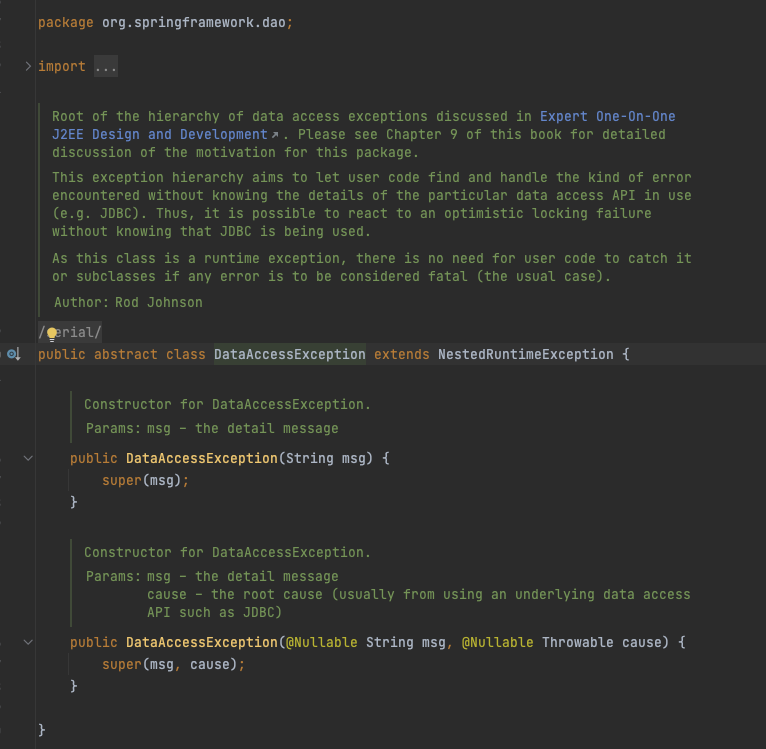 package org.springframework.dao;
import ...
Root of the hierarchy of data access exceptions discussed in Expert One-On-One
J2EE Design and Development↗. Please see Chapter 9 of this book for detailed
discussion of the motivation for this package.
This exception hierarchy aims to let user code find and handle the kind of error
encountered without knowing the details of the particular data access API in use
(e.g. JDBC). Thus, it is possible to react to an optimistic locking failure
without knowing that JDBC is being used.
As this class is a runtime exception, there is no need for user code to catch it
or subclasses if any error is to be considered fatal (the usual case).
Author: Rod Johnson
public abstract class DataAccessException extends NestedRuntimeException {
Constructor for DataAccessException.
Params: msg – the detail message
public DataAccessException(String msg) {
super(msg);
}
Constructor for DataAccessException.
Params: msg – the detail message
cause – the root cause (usually from using an underlying data access
API such as JDBC)
public DataAccessException(@Nullable String msg, @Nullable Throwable cause) {
super(msg, cause);
}
}